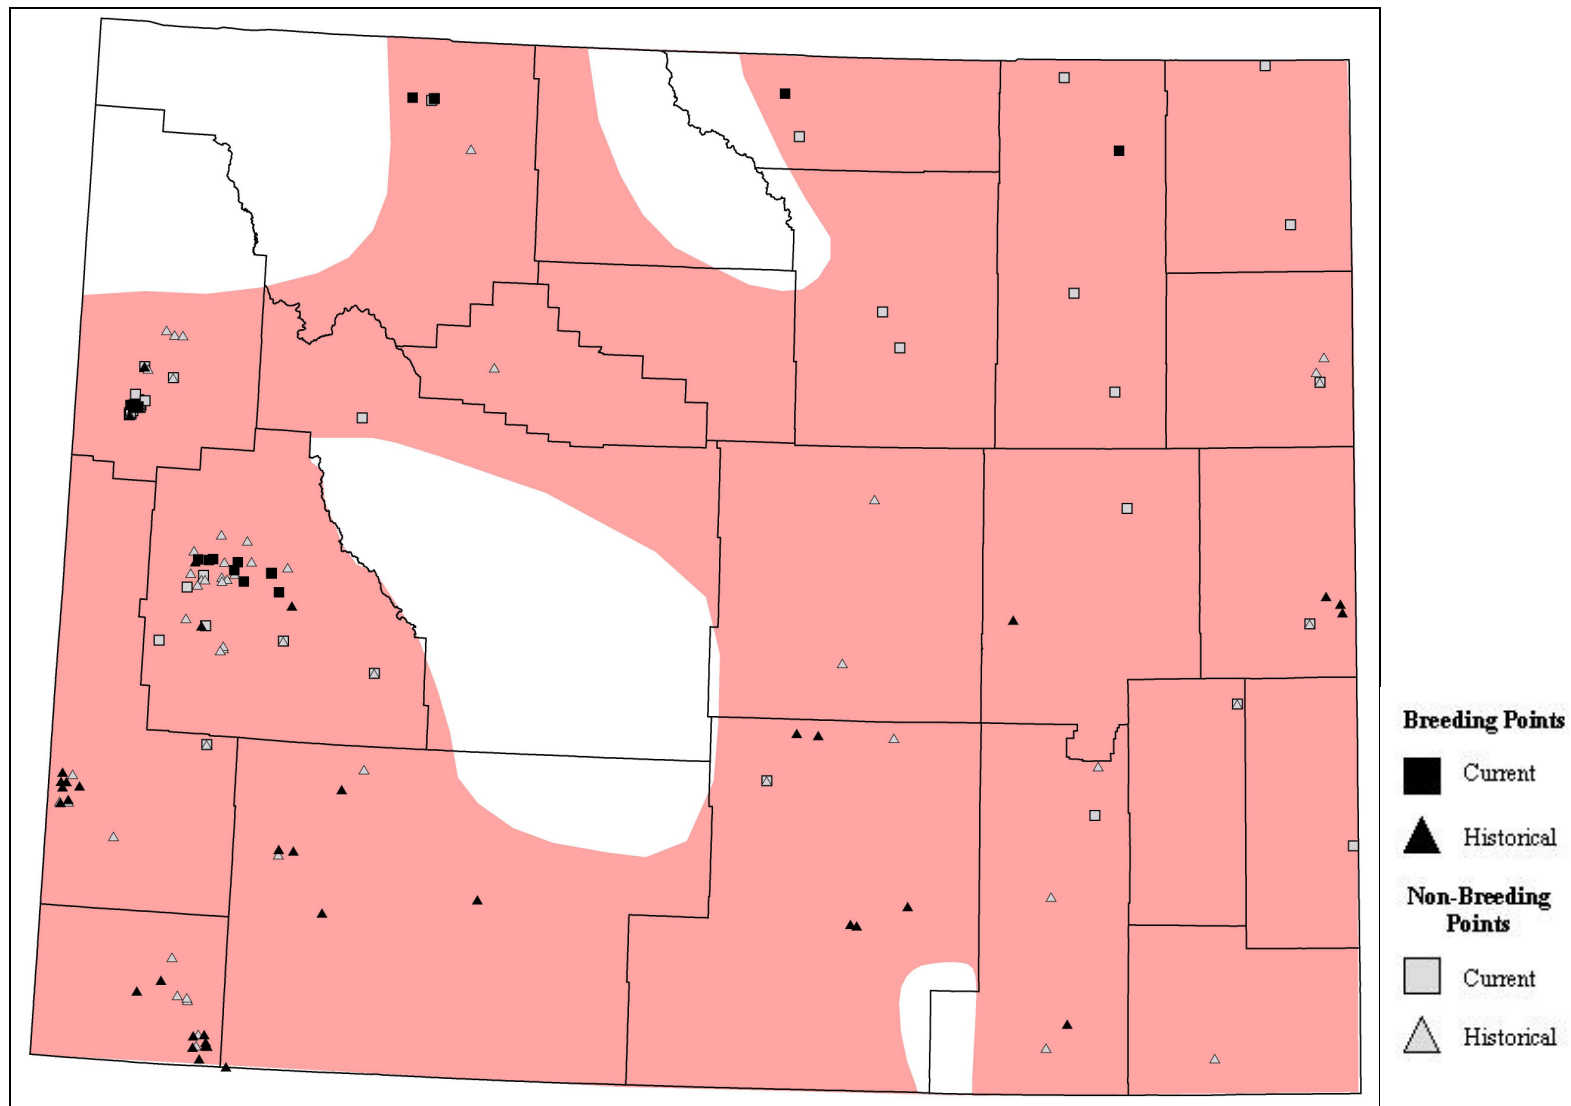 Breeding Points
Current
Historical
Non-Breeding
Points
Current
Historical